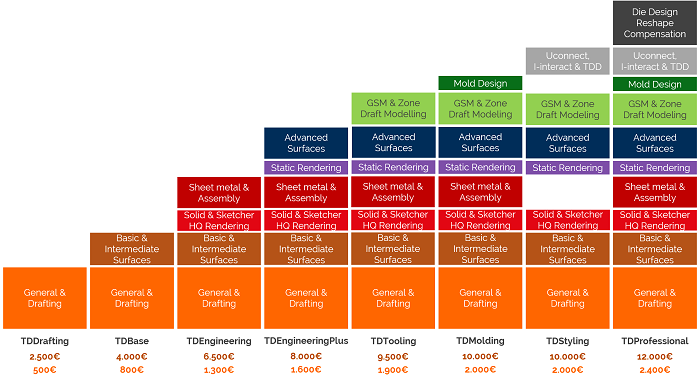 Die Design
Reshape
Compensation
Uconnect,
I-interact & TDD
Uconnect,
I-interact & TDD
Mold Design
Mold Design
GSM & Zone
Draft Modelling
GSM & Zone
Draft Modeling
GSM & Zone
Draft Modelling
GSM & Zone
Draft Modeling
Advanced
Surfaces
Advanced
Surfaces
Advanced
Surfaces
Advanced
Surfaces
Advanced
Surfaces
Static Rendering
Static Rendering
Static Rendering
Static Rendering
Static Rendering
Sheet metal &
Assembly
Sheet metal &
Assembly
Sheet metal &
Assembly
Sheet metal &
Assembly
Sheet metal &
Assembly
Solid & Sketcher
HQ Rendering
Solid & Sketcher
HQ Rendering
Solid & Sketcher
HQ Rendering
Solid & Sketcher
HQ Rendering
Solid & Sketcher
HQ Rendering
Solid & Sketcher
HQ Rendering
Basic &
Intermediate
Surfaces
Basic &
Intermediate
Surfaces
Basic &
Intermediate
Surfaces
Basic &
Intermediate
Surfaces
Basic &
Intermediate
Surfaces
Basic &
Intermediate
Surfaces
Basic &
Intermediate
Surfaces
General &
Drafting
General &
Drafting
General &
Drafting
General &
Drafting
General &
Drafting
General &
Drafting
General &
Drafting
General &
Drafting
TDDrafting TDBase TDEngineering TDEngineeringPlus TDTooling TDMolding TDStyling TDProfessional
2.500€ 4.000€ 6.500€ 8.000€ 9.500€ 10.000€ 10.000€ 12.000€
500€ 800€ 1.300€ 1.600€ 1.900€ 2.000€ 2.000€ 2.400€